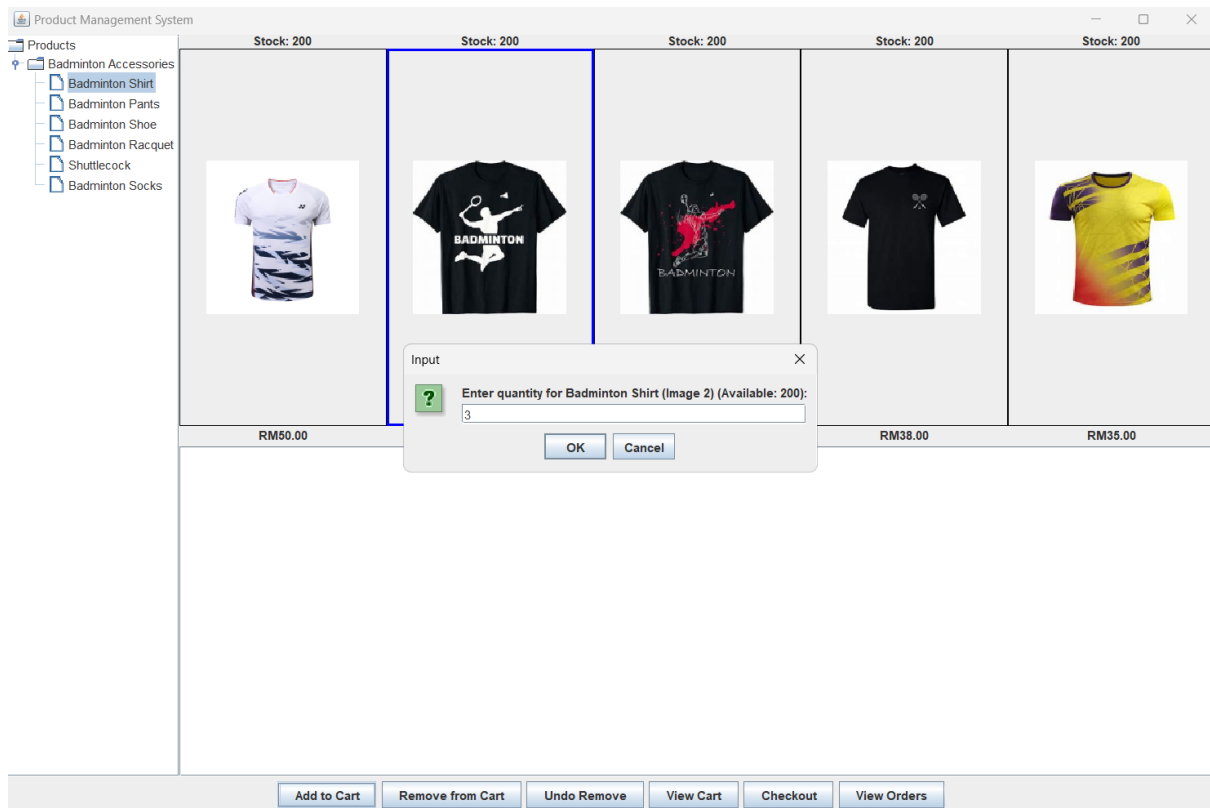 Product Management System
Products
Badminton Accessories
Badminton Shirt
Badminton Pants
Badminton Shoe
Badminton Racquet
Shuttlecock
Badminton Socks
Stock: 200 Stock: 200 Stock: 200 Stock: 200 Stock: 200
BADMINTON
BADMINTON
Input
Enter quantity for Badminton Shirt (Image 2) (Available: 200):
?
3
OK Cancel
RM50.00 RM38.00 RM35.00
Add to Cart Remove from Cart Undo Remove View Cart Checkout View Orders